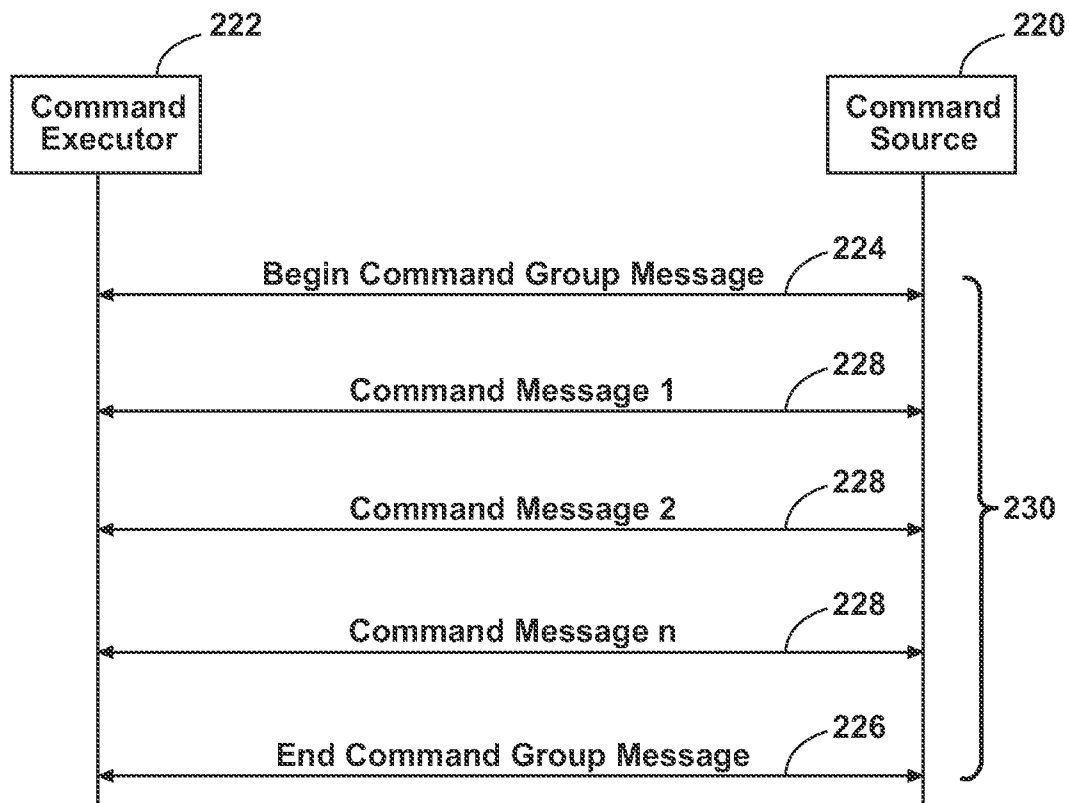 222
220
Command
Executor
Command
Source
224
Begin Command Group Message
228
Command Message 1
228
Command Message 2
230
228
Command Message n
226
End Command Group Message